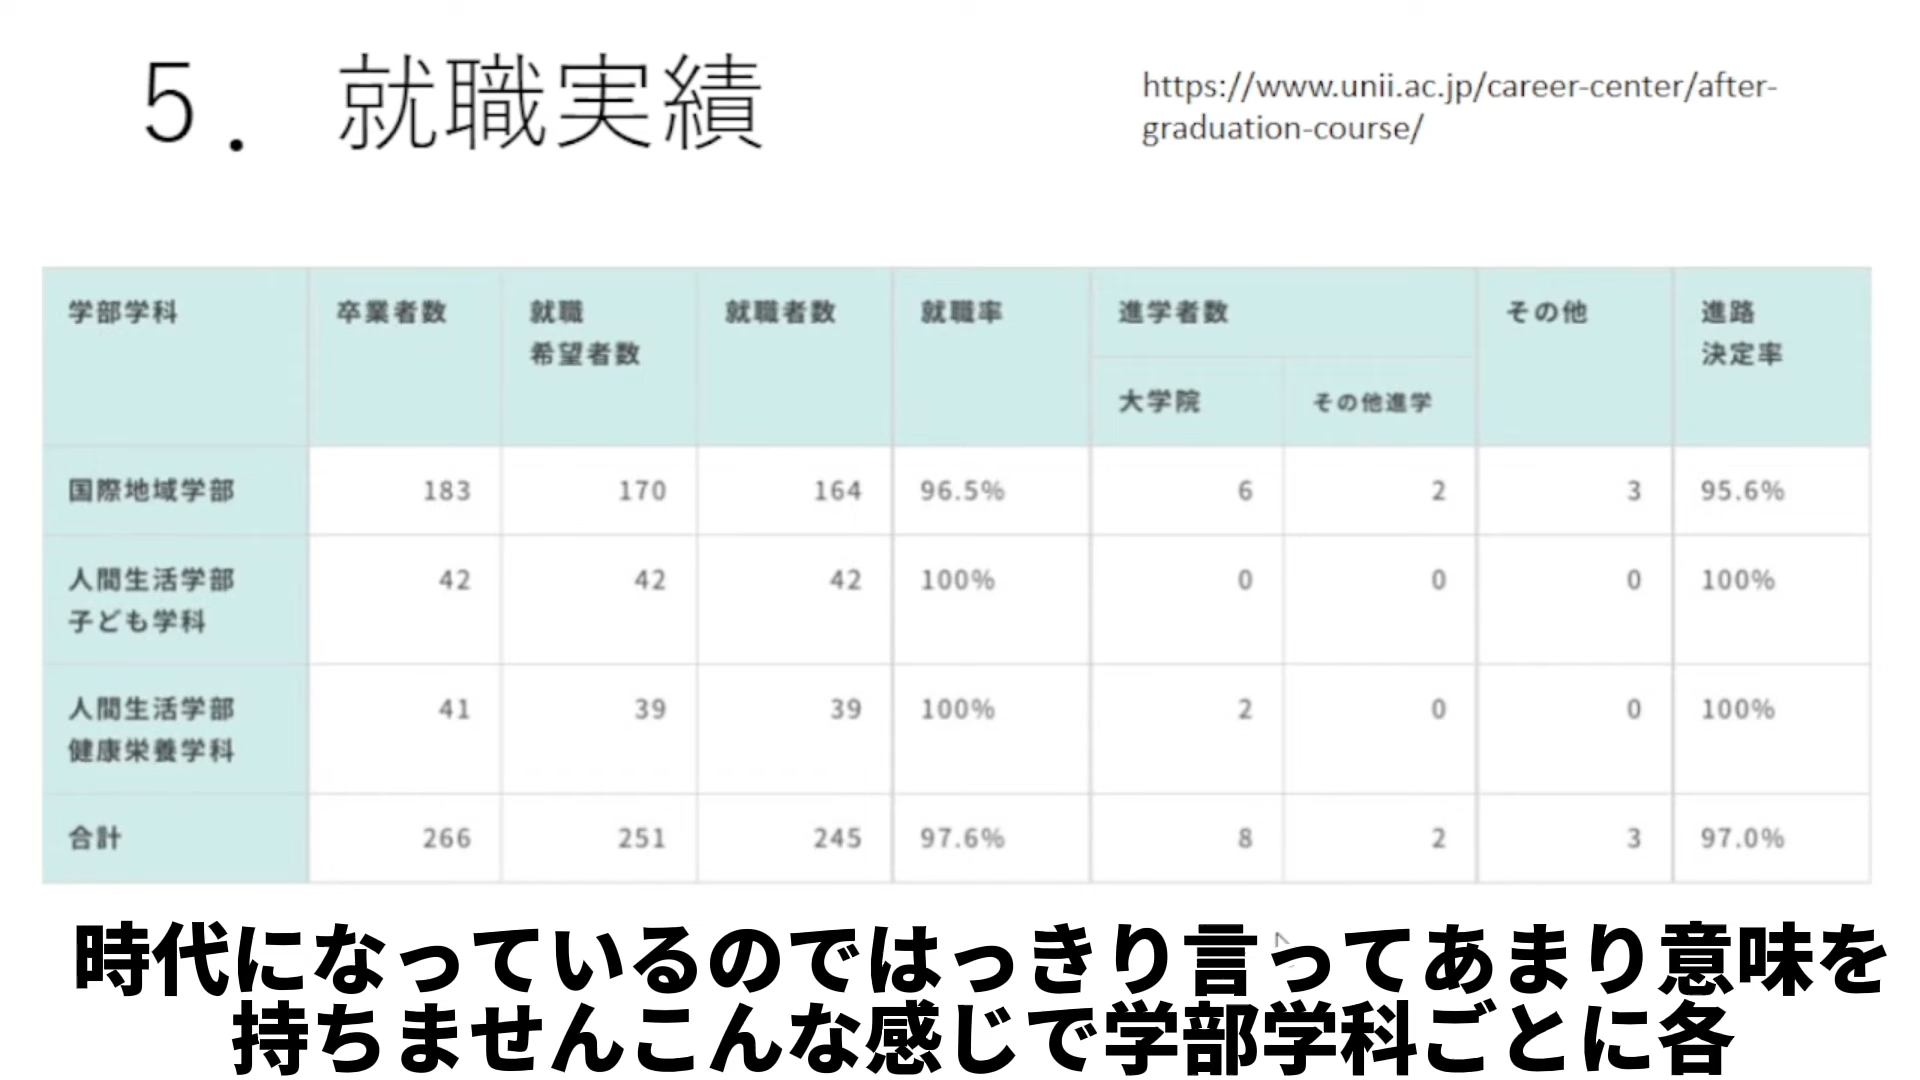 5. 就職実績
https://www.unii.ac.jp/career-center/after-
graduation-course/
学部学科 卒業者数 就職 就職者数 就職率 進学者数 その他 進路
希望者数 決定率
大学院 その他進学
国際地域学部 183 170 164 96.5% 6 2 3 95.6%
人間生活学部 42 42 42 100% 0 0 0 100%
子ども学科
人間生活学部 41 39 39 100% 2 0 0 100%
健康栄養学科
合計 266 251 245 97.6% 8 2 3 97.0%
時代になっているのではっきり言ってあまり意味を
持ちませんこんな感じで学部学科ごとに各